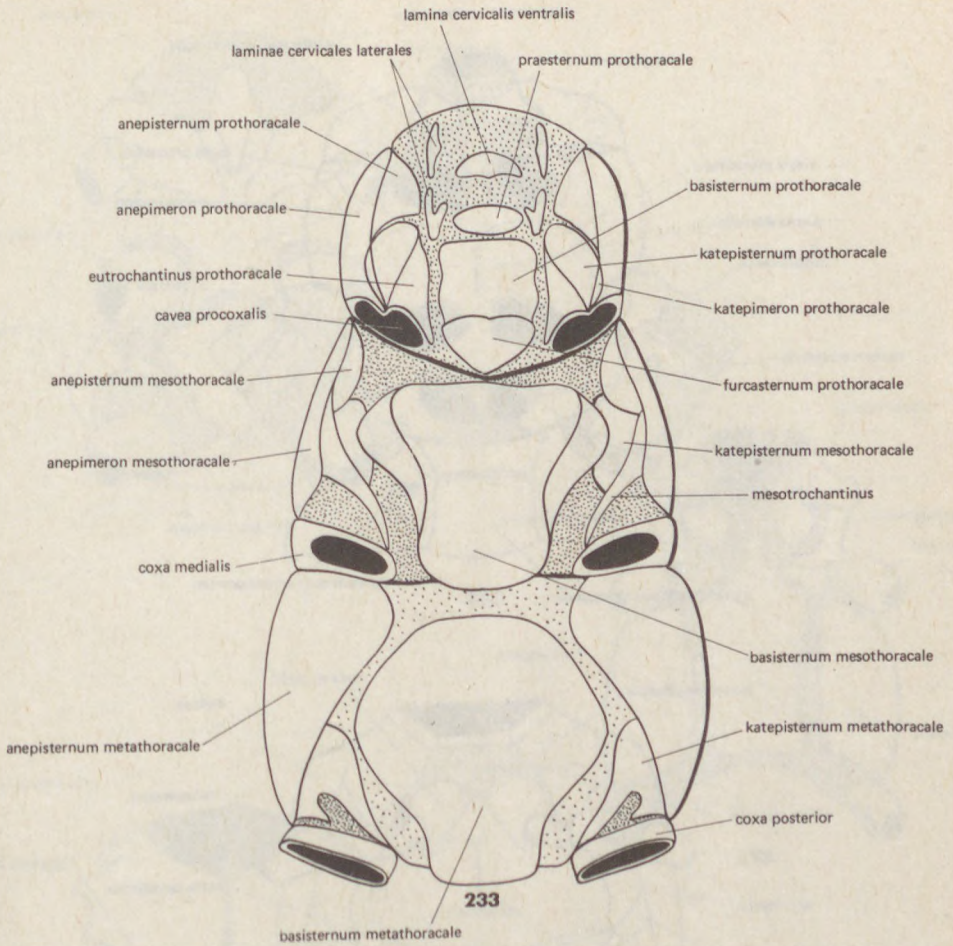 lamina cervicalis ventralis
laminae cervicales laterales
praesternum prothoracale
anepisternum prothoracale
basisternum prothoracale
anepimeron prothoracale
katepisternum prothoracale
eutrochantinus prothoracale
katepimeron prothoracale
cavea procoxalis
anepisternum mesothoracale
furcasternum prothoracale
katepisternum mesothoracale
anepimeron mesothoracale
mesotrochantinus
coxa medialis
basisternum mesothoracale
katepisternum metathoracale
anepisternum metathoracale
coxa posterior
233
basisternum metathoracale